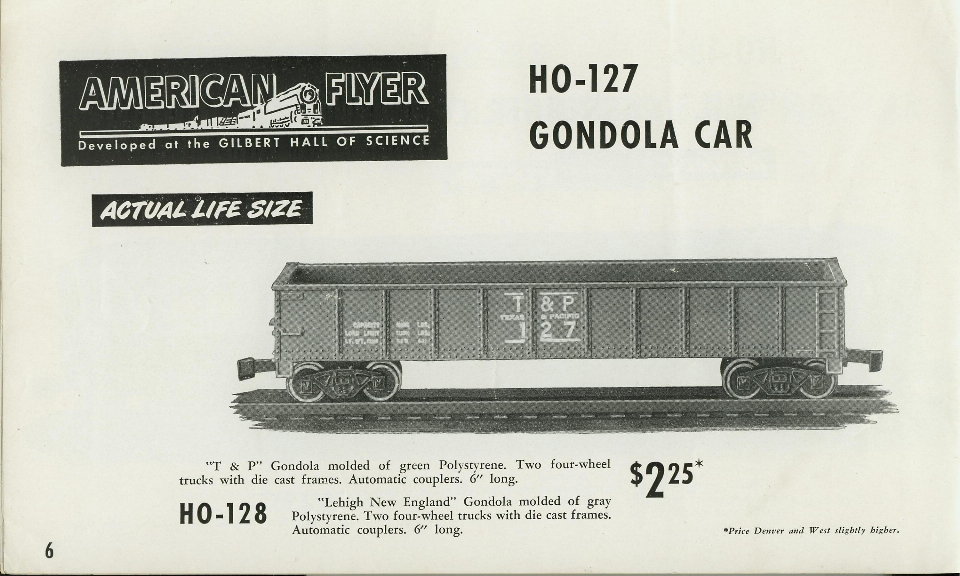 AMERICAN FLYER
Developed at the GILBERT HALL OF SCIENCE
HO-127
GONDOLA CAR
ACTUAL LIFE SIZE
T & P
TEXAS & PACIFIC
127
"T & P" Gondola molded of green Polystyrene. Two four-wheel
trucks with die cast frames. Automatic couplers. 6" long.
$2.25*
HO-128
"Lehigh New England" Gondola molded of gray
Polystyrene. Two four-wheel trucks with die cast frames.
Automatic couplers. 6" long.
*Price Denver and West slightly higher.
6